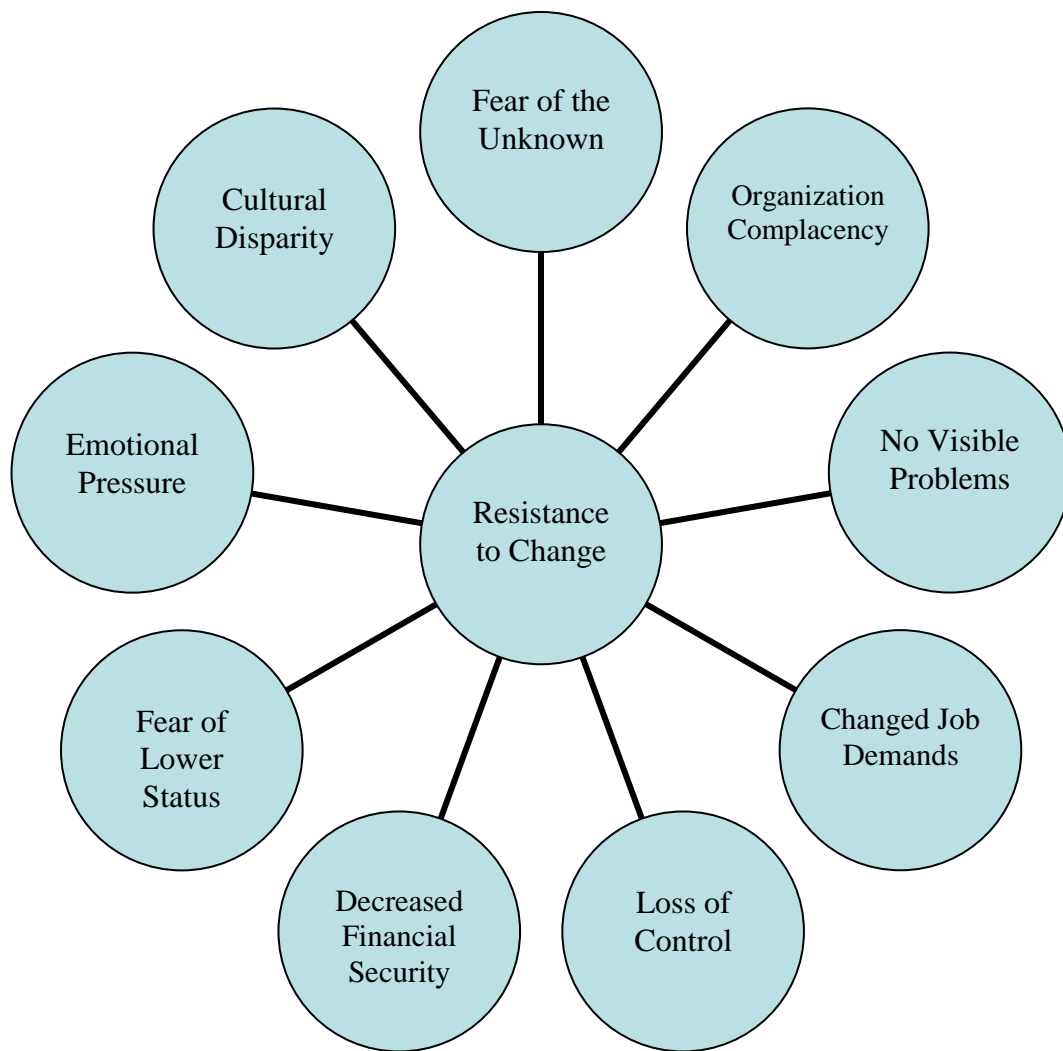 Fear of the
Unknown
Organization
Complacency
No Visible
Problems
Changed Job
Demands
Loss of
Control
Decreased
Financial
Security
Fear of
Lower
Status
Emotional
Pressure
Cultural
Disparity
Resistance
to Change